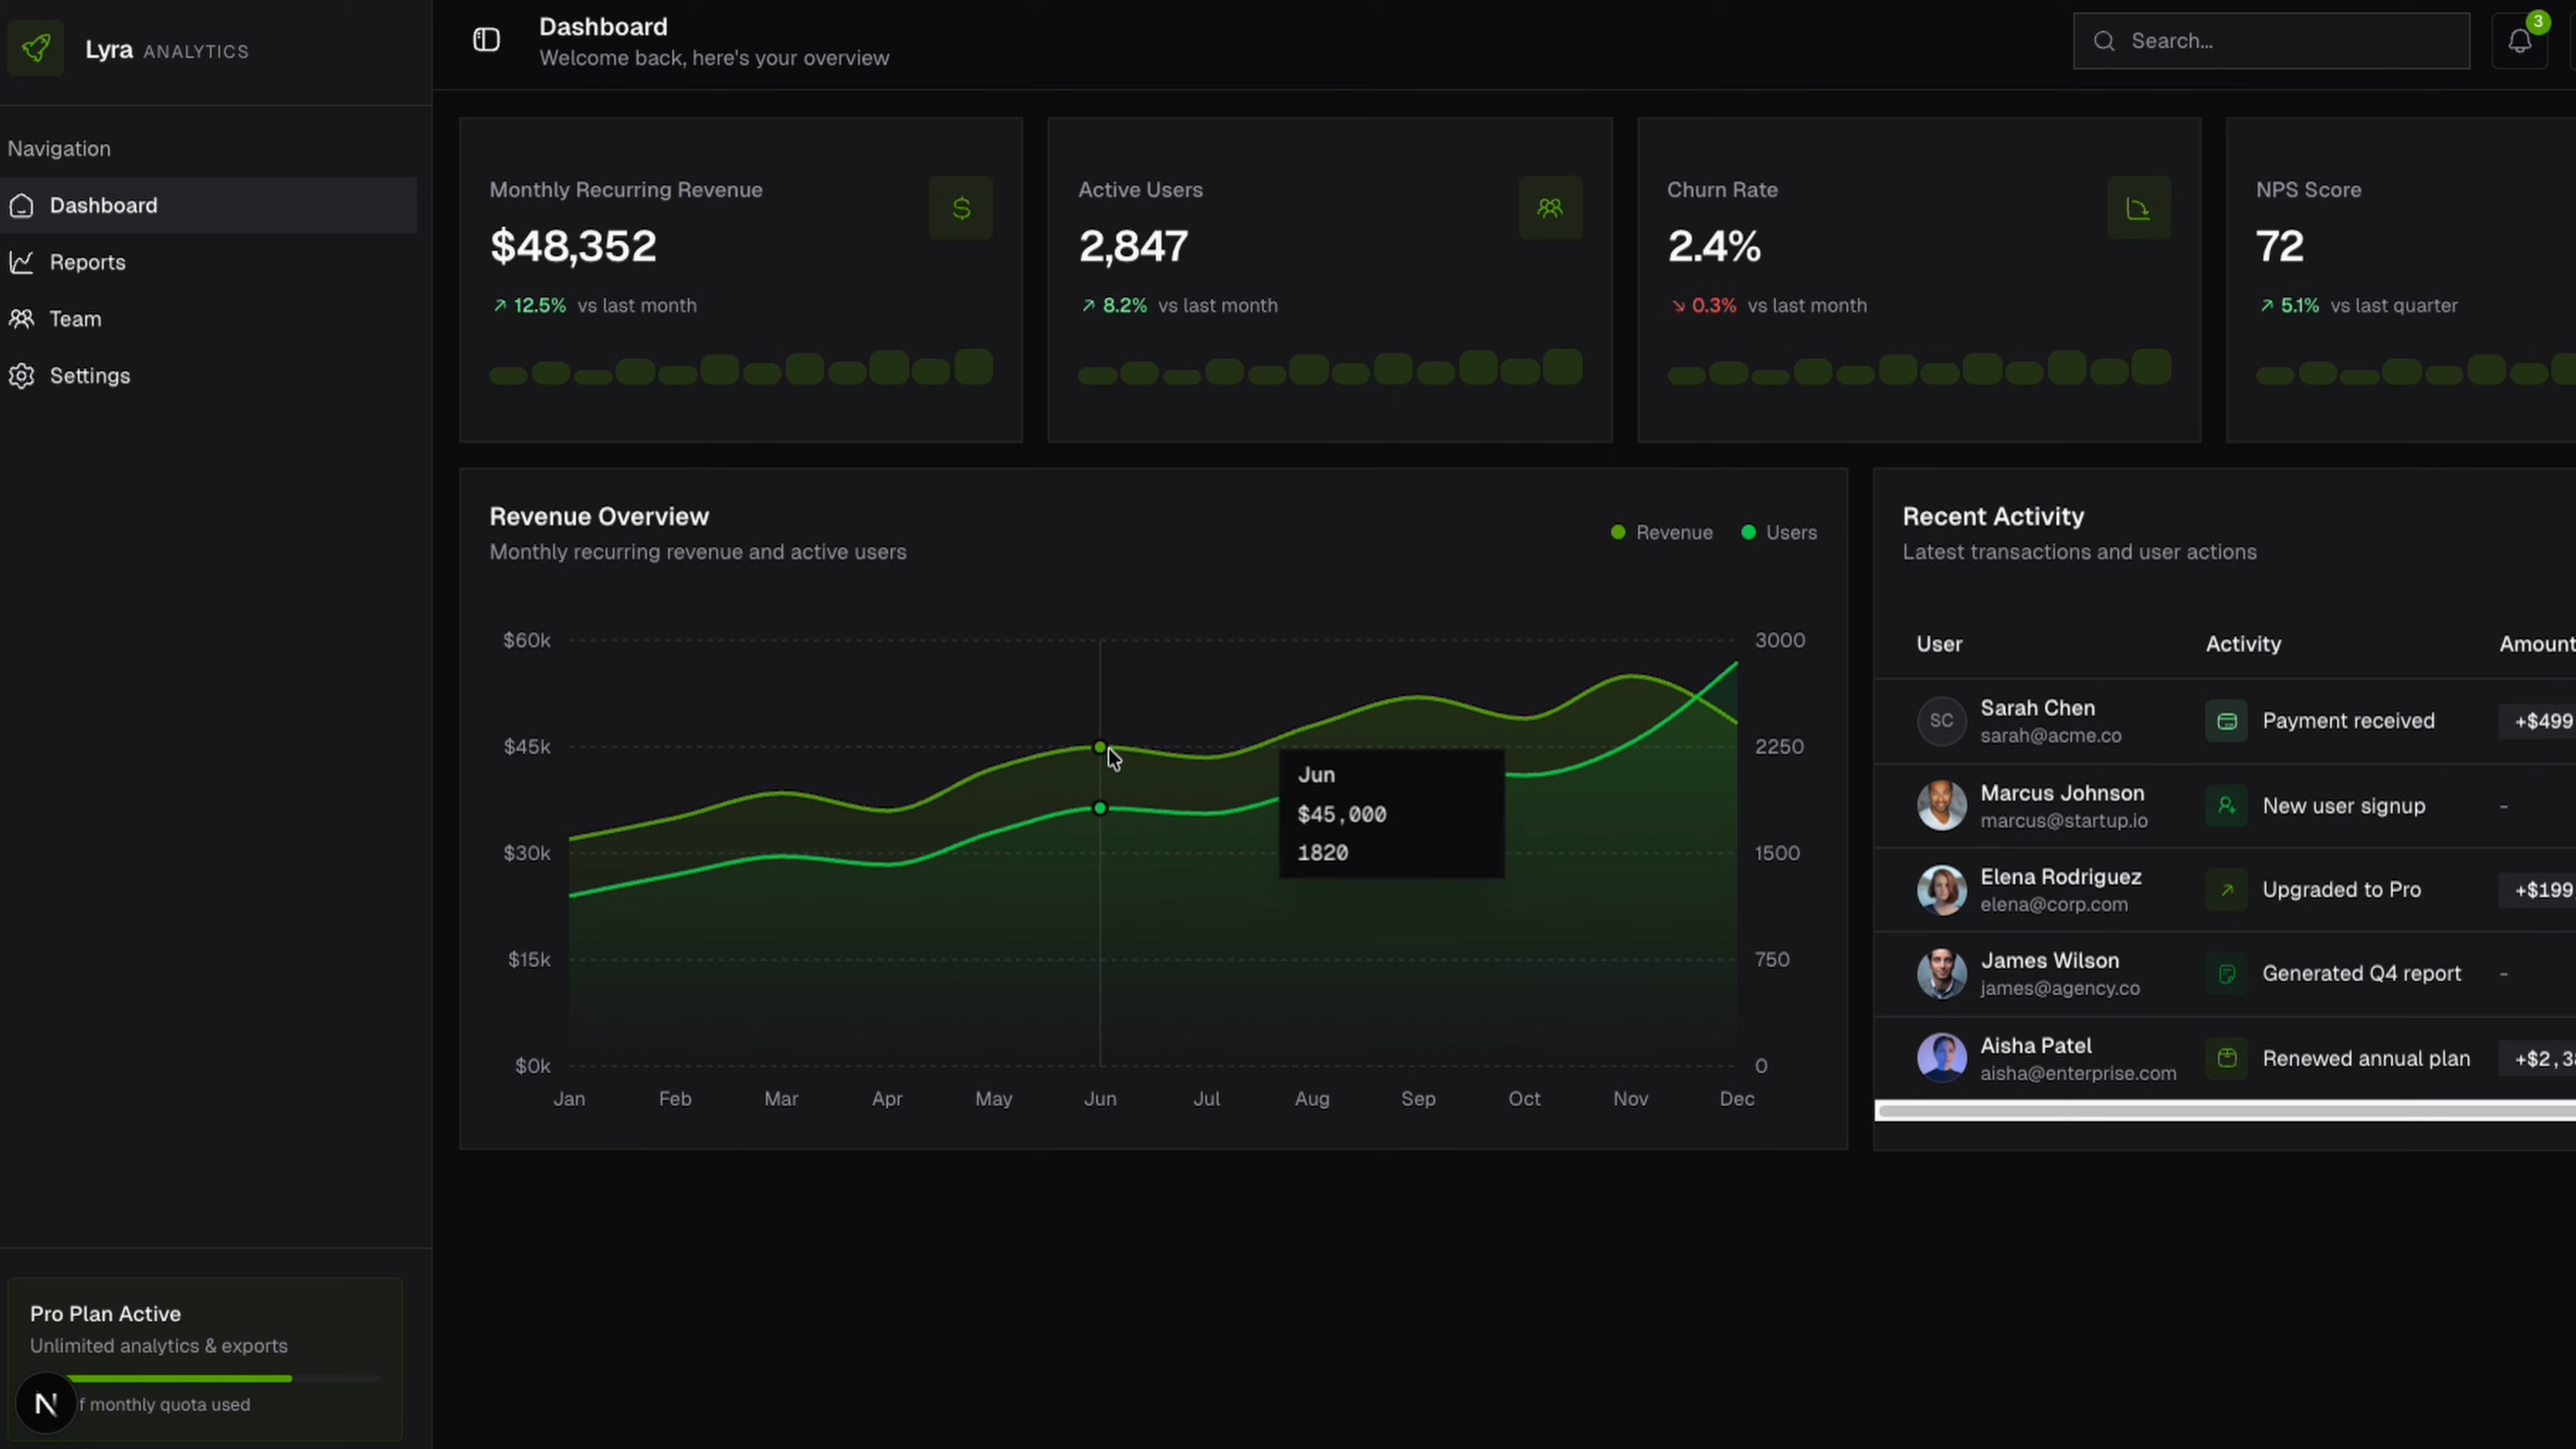 Lyra ANALYTICS
Navigation
Dashboard
Reports
Team
Settings
Pro Plan Active
Unlimited analytics & exports
monthly quota used
N
Dashboard
Welcome back, here's your overview
Search...
3
Monthly Recurring Revenue
$48,352
12.5% vs last month
$
Active Users
2,847
8.2% vs last month
Churn Rate
2.4%
0.3% vs last month
NPS Score
72
5.1% vs last quarter
Revenue Overview
Monthly recurring revenue and active users
Revenue Users
$60k
$45k
$30k
$15k
$0k
3000
2250
1500
750
0
Jun
$45,000
1820
Jan Feb Mar Apr May Jun Jul Aug Sep Oct Nov Dec
Recent Activity
Latest transactions and user actions
User Activity Amount
SC Sarah Chen Payment received +$499
sarah@acme.co
Marcus Johnson New user signup -
marcus@startup.io
Elena Rodriguez Upgraded to Pro +$199
elena@corp.com
James Wilson Generated Q4 report -
james@agency.co
Aisha Patel Renewed annual plan
aisha@enterprise.com